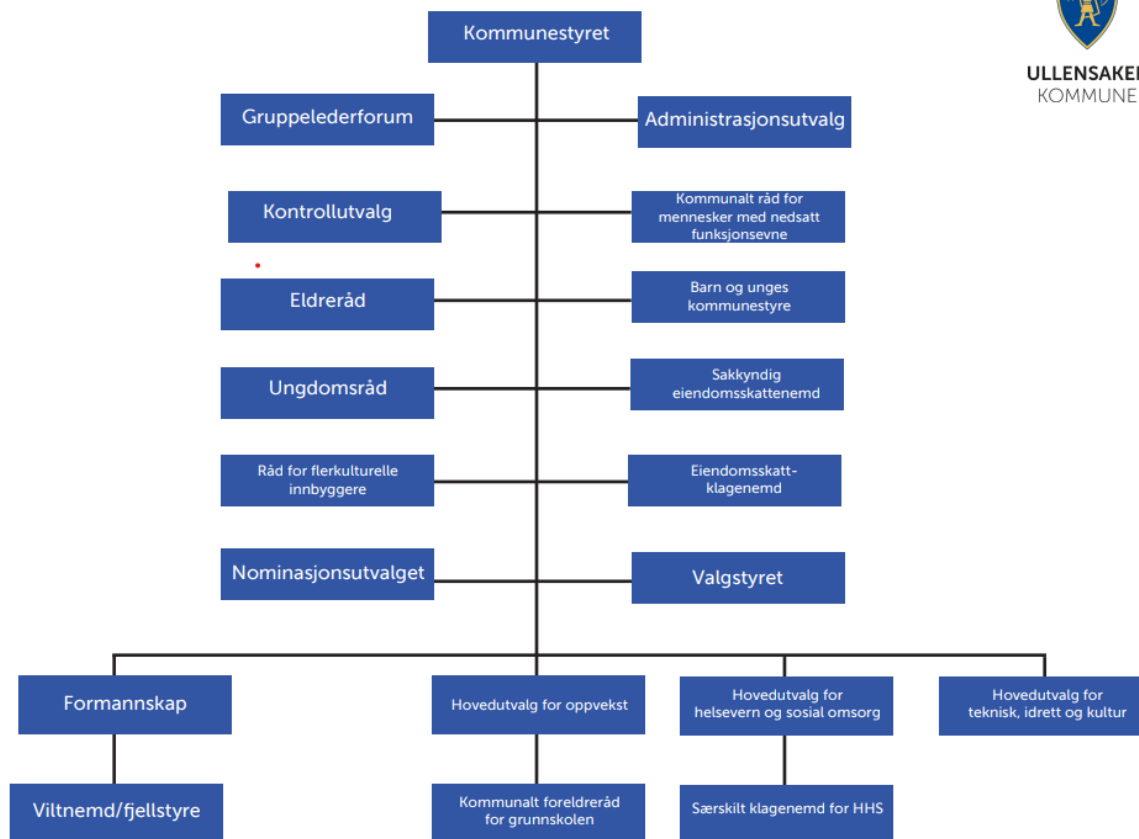 Kommunestyret
ULLENSAKER
KOMMUNE
Gruppelederforum
Administrasjonsutvalg
Kontrollutvalg
Kommunalt råd for
mennesker med nedsatt
funksjonsevne
Eldreråd
Barn og unges
kommunestyre
Ungdomsråd
Sakkyndig
eiendomsskattenemd
Råd for flerkulturelle
innbyggere
Eiendomsskatt-
klagenemd
Nominasjonsutvalget
Valgstyret
Formannskap
Hovedutvalg for oppvekst
Hovedutvalg for
helsevern og sosial omsorg
Hovedutvalg for
teknisk, idrett og kultur
Viltnemd/fjellstyre
Kommunalt foreldreråd
for grunnskolen
Særskilt klagenemd for HHS